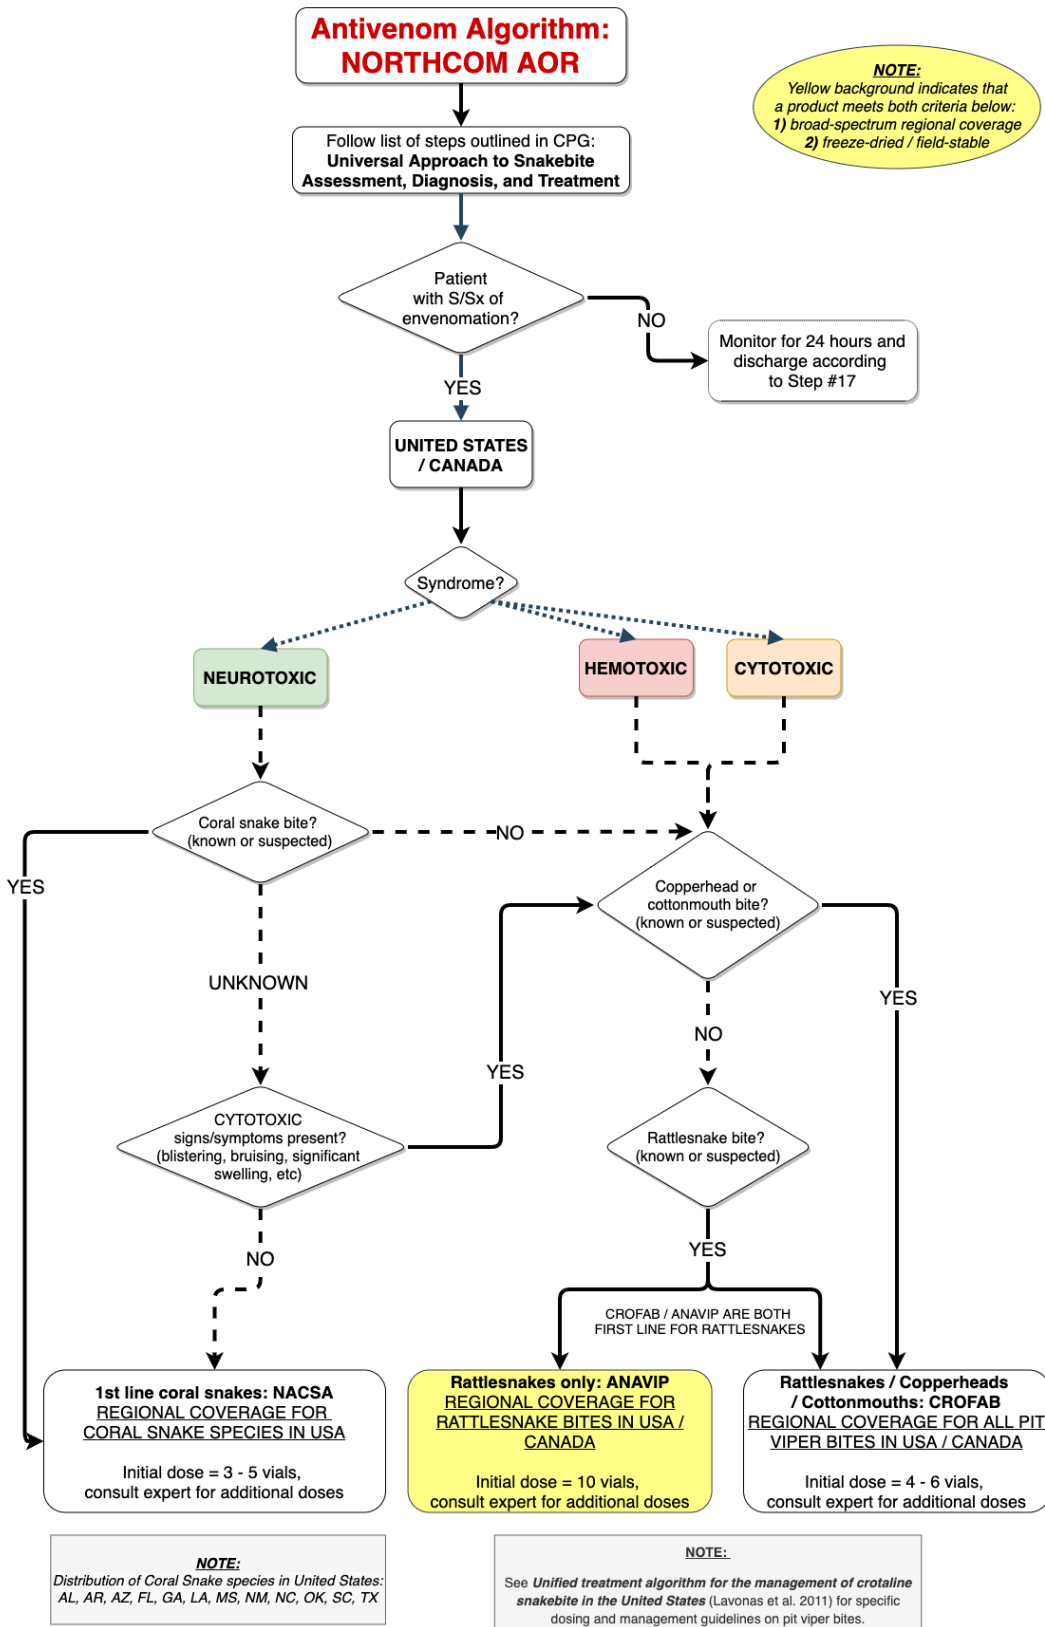 Antivenom Algorithm:
NORTHCOM AOR
NOTE:
Yellow background indicates that
a product meets both criteria below:
1) broad-spectrum regional coverage
2) freeze-dried / field-stable
Follow list of steps outlined in CPG:
Universal Approach to Snakebite
Assessment, Diagnosis, and Treatment
Patient
with S/Sx of
envenomation?
NO
Monitor for 24 hours and
discharge according
to Step #17
YES
UNITED STATES
/ CANADA
Syndrome?
NEUROTOXIC
HEMOTOXIC
CYTOTOXIC
Coral snake bite?
(known or suspected)
NO
YES
Copperhead or
cottonmouth bite?
(known or suspected)
UNKNOWN
YES
NO
YES
CYTOTOXIC
signs/symptoms present?
(blistering, bruising, significant
swelling, etc)
Rattlesnake bite?
(known or suspected)
NO
YES
CROFAB / ANAVIP ARE BOTH
FIRST LINE FOR RATTLESNAKES
1st line coral snakes: NACSA
REGIONAL COVERAGE FOR
CORAL SNAKE SPECIES IN USA
Initial dose = 3 - 5 vials,
consult expert for additional doses
Rattlesnakes only: ANAVIP
REGIONAL COVERAGE FOR
RATTLESNAKE BITES IN USA /
CANADA
Initial dose = 10 vials,
consult expert for additional doses
Rattlesnakes / Copperheads
/ Cottonmouths: CROFAB
REGIONAL COVERAGE FOR ALL PIT
VIPER BITES IN USA / CANADA
Initial dose = 4 - 6 vials,
consult expert for additional doses
NOTE:
Distribution of Coral Snake species in United States:
AL, AR, AZ, FL, GA, LA, MS, NM, NC, OK, SC, TX
NOTE:
See Unified treatment algorithm for the management of crotaline
snakebite in the United States (Lavonas et al. 2011) for specific
dosing and management guidelines on pit viper bites.